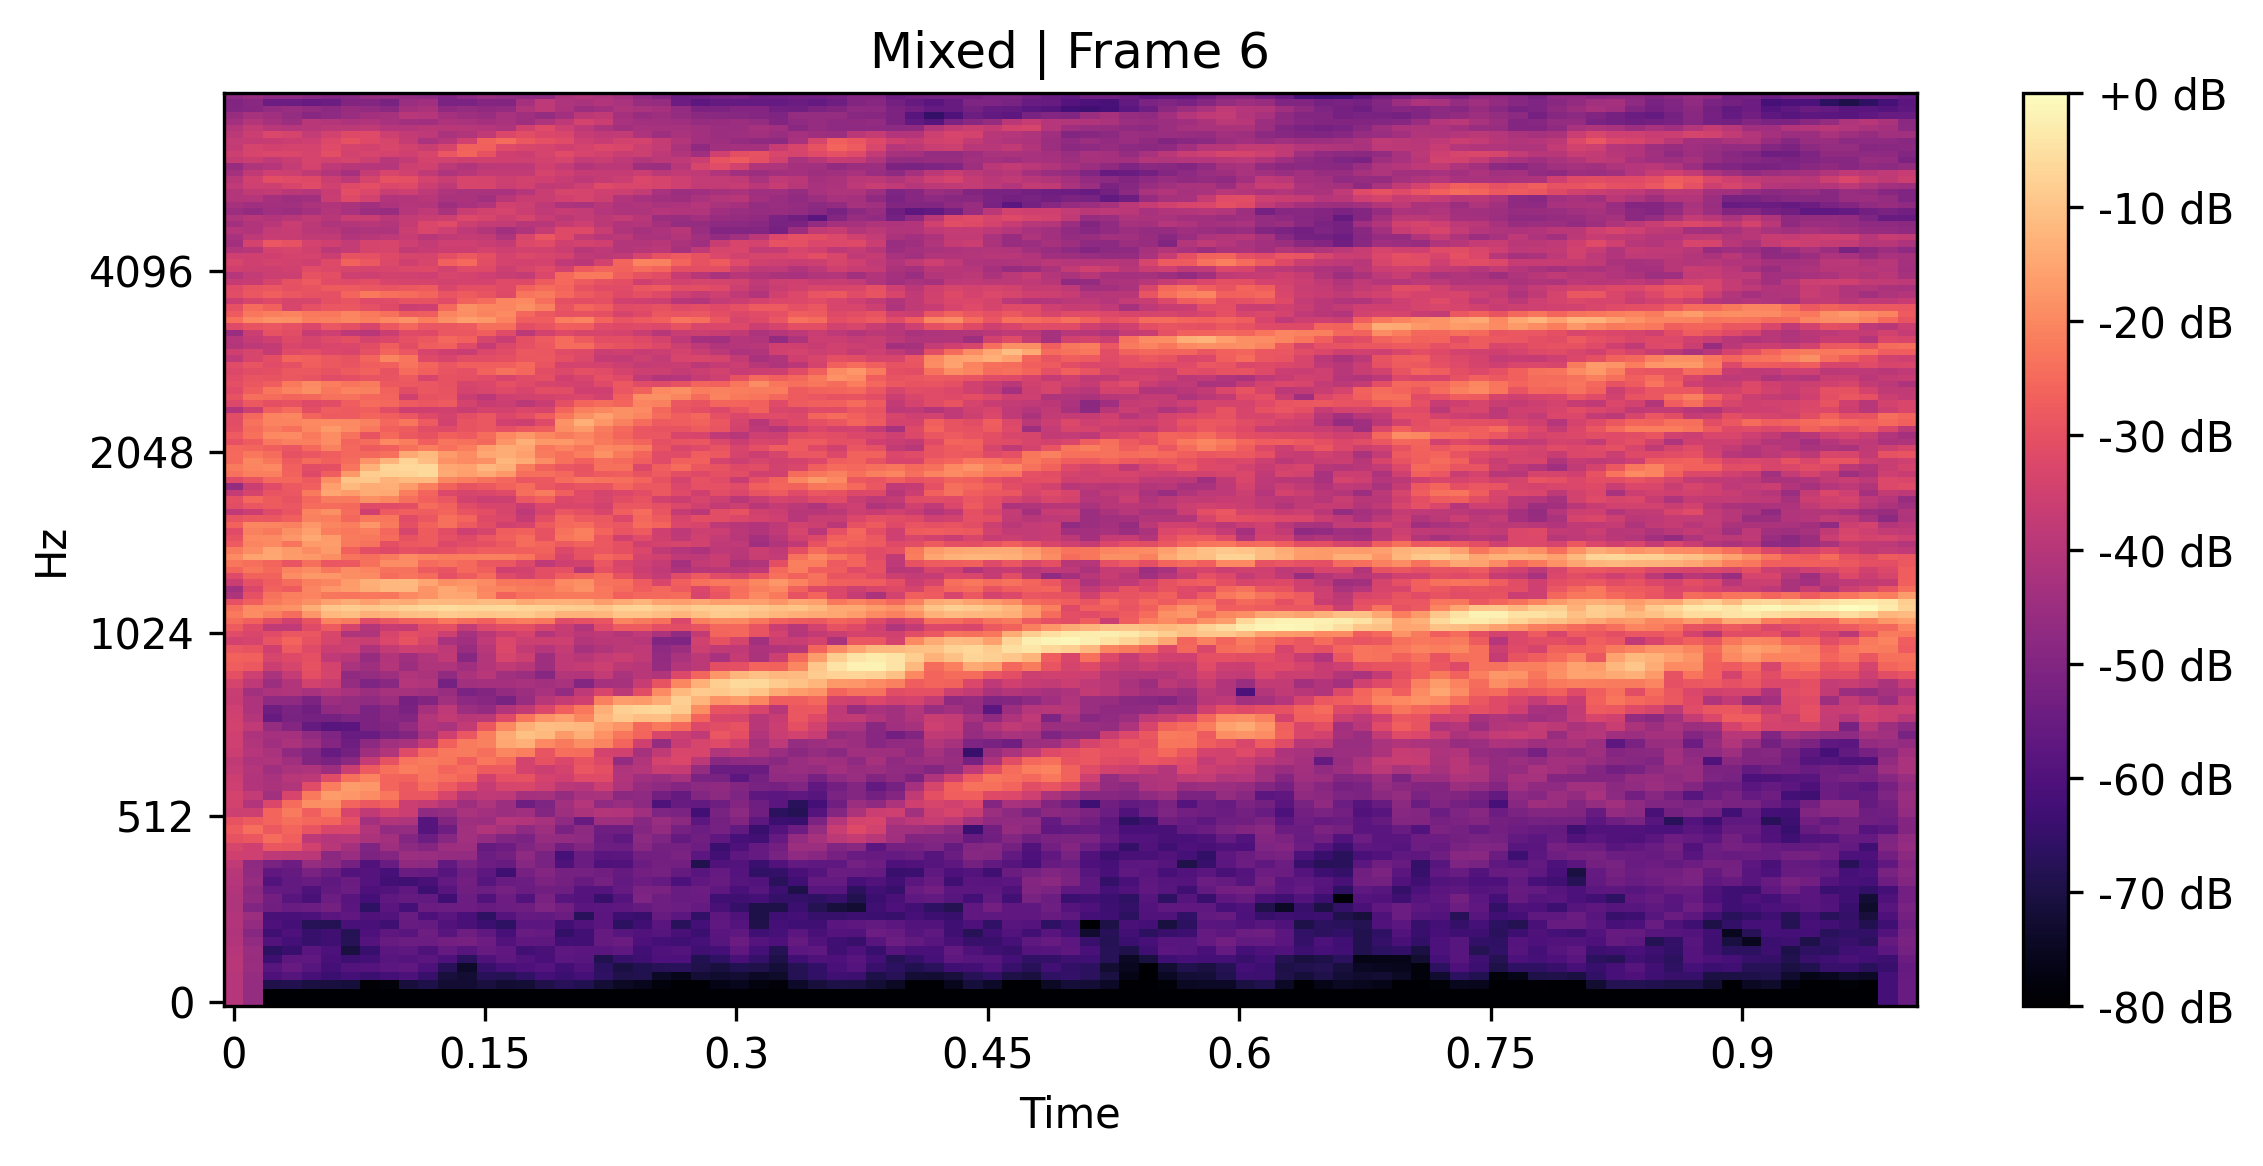 Mixed | Frame 6
+0 dB
-10 dB
-20 dB
-30 dB
-40 dB
-50 dB
-60 dB
-70 dB
-80 dB
Hz
4096
2048
1024
512
0
0 0.15 0.3 0.45 0.6 0.75 0.9
Time